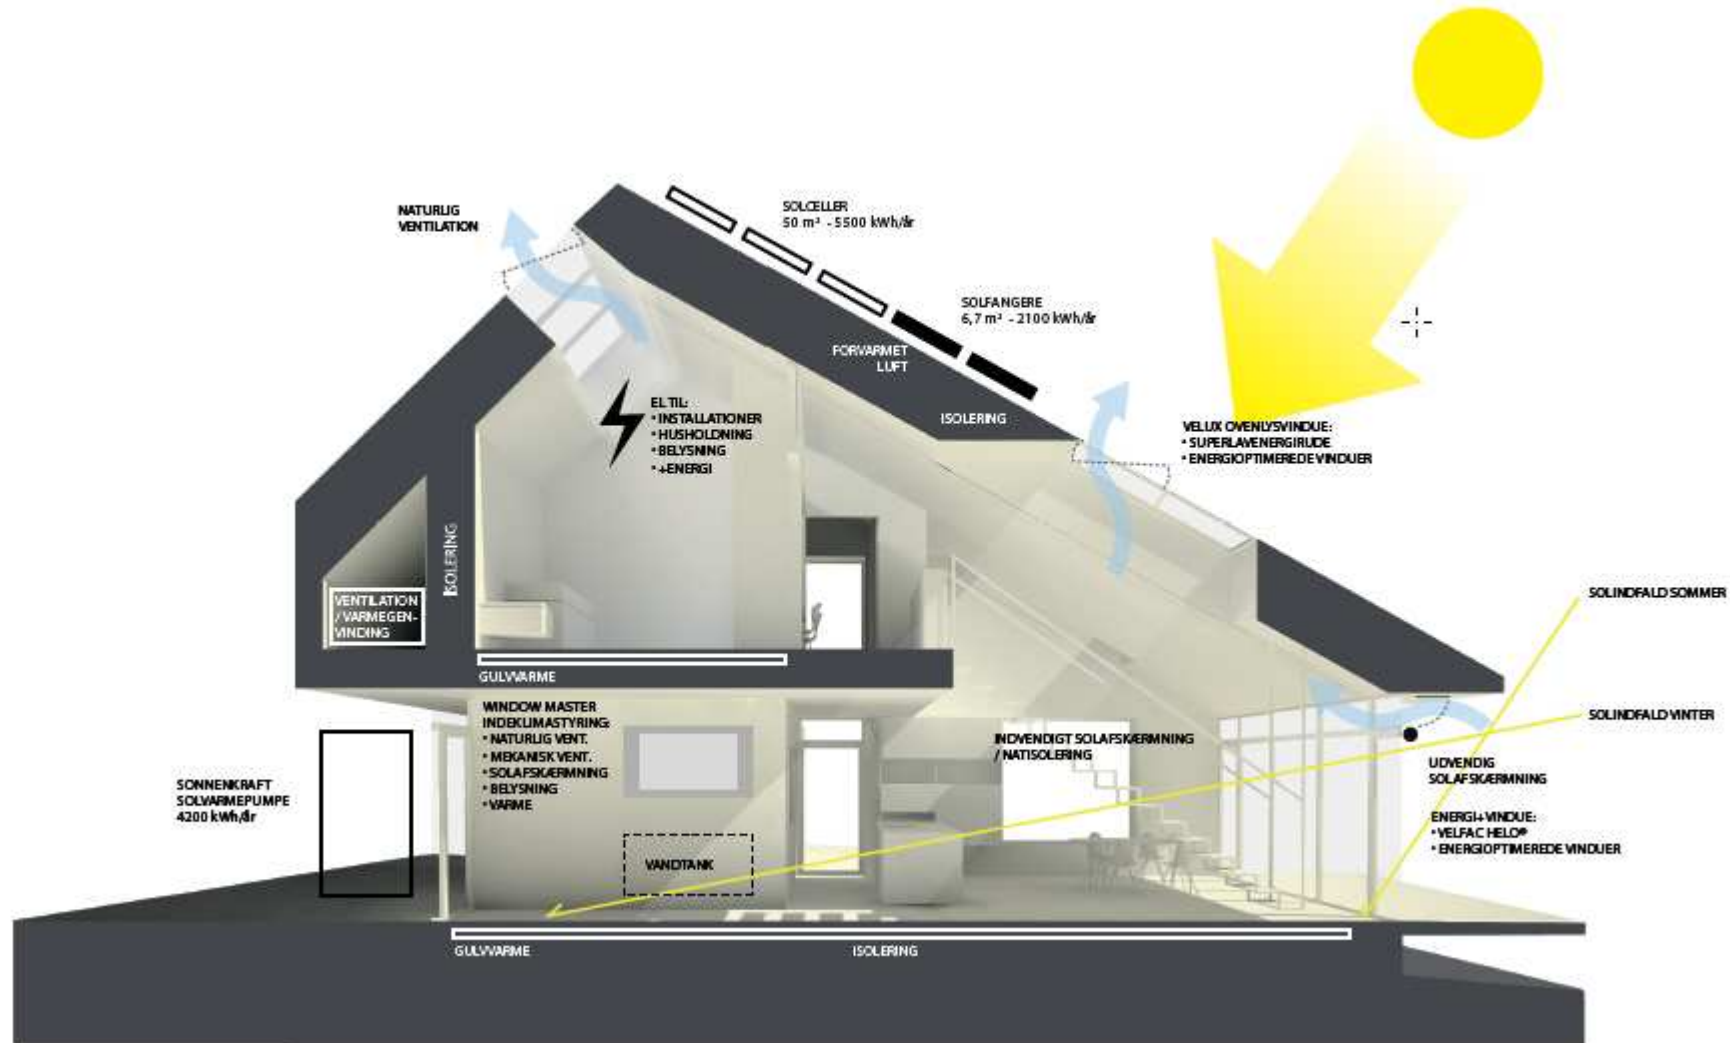 NATURLIG
VENTILATION
SOLCELLER
50 m² - 5500 kWh/år
SOLFANGERE
6,7 m² - 2100 kWh/år
FORVARMET
LUFT
ISOLERING
EL TIL:
• INSTALLATIONER
• HUSHOLDNING
• BELYSNING
• +ENERGI
VELUX OVENLYSVINDUE:
• SUPERLAVENERGIRUDE
• ENERGIOPTIMEREDE VINDUER
ISOLERING
VENTILATION
/ VARMEGEN-
VINDING
SOLINDFALD SOMMER
GULVVARME
WINDOW MASTER
INDEKLIMASTYRING:
• NATURLIG VENT.
• MEKANISK VENT.
• SOLAFSKÆRMNING
• BELYSNING
• VARME
SOLINDFALD VINTER
INDVENDIGT SOLAFSKÆRMNING
/ NATISOLERING
UDVENDIG
SOLAFSKÆRMNING
SONNENKRAFT
SOLVARMEPUMPE
4200 kWh/år
ENERGI+VINDUE:
• VELFAC HELO®
• ENERGIOPTIMEREDE VINDUER
VANDTANK
GULVVARME
ISOLERING